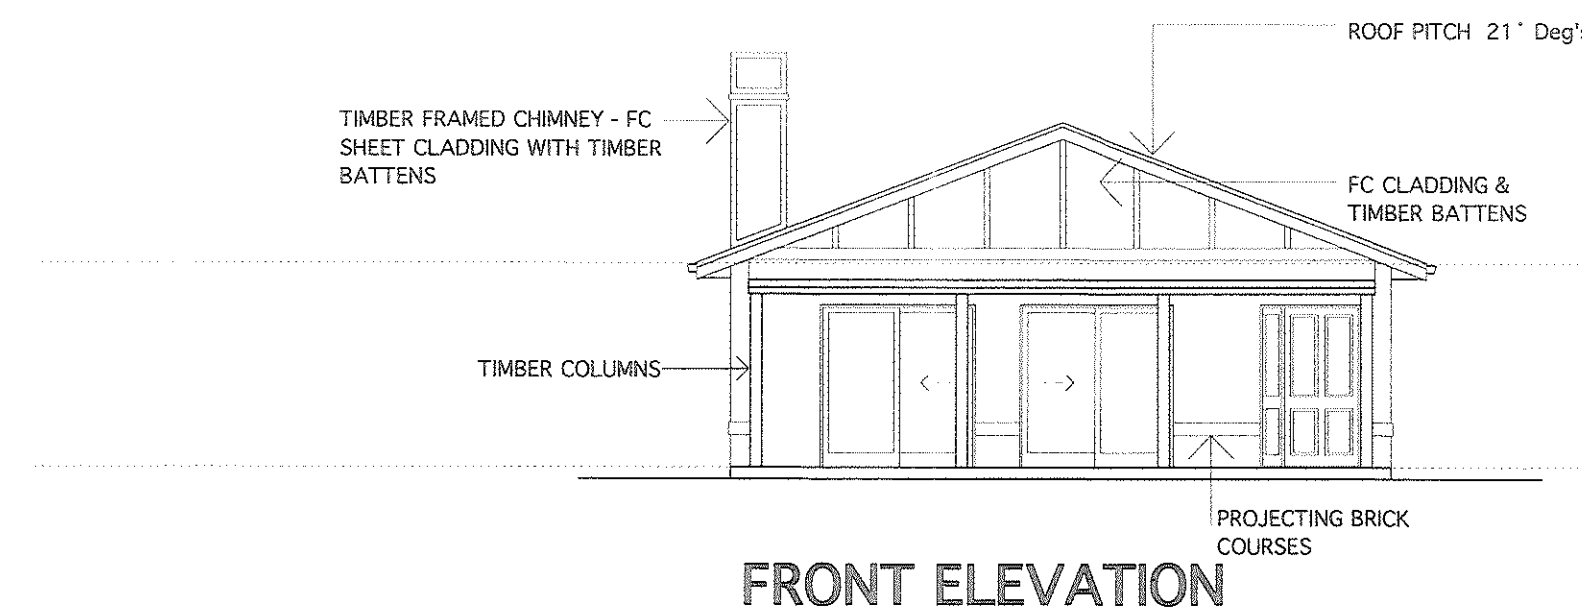 ROOF PITCH 21° Deg's
TIMBER FRAMED CHIMNEY - FC
SHEET CLADDING WITH TIMBER
BATTENS
FC CLADDING &
TIMBER BATTENS
TIMBER COLUMNS
PROJECTING BRICK
COURSES
FRONT ELEVATION